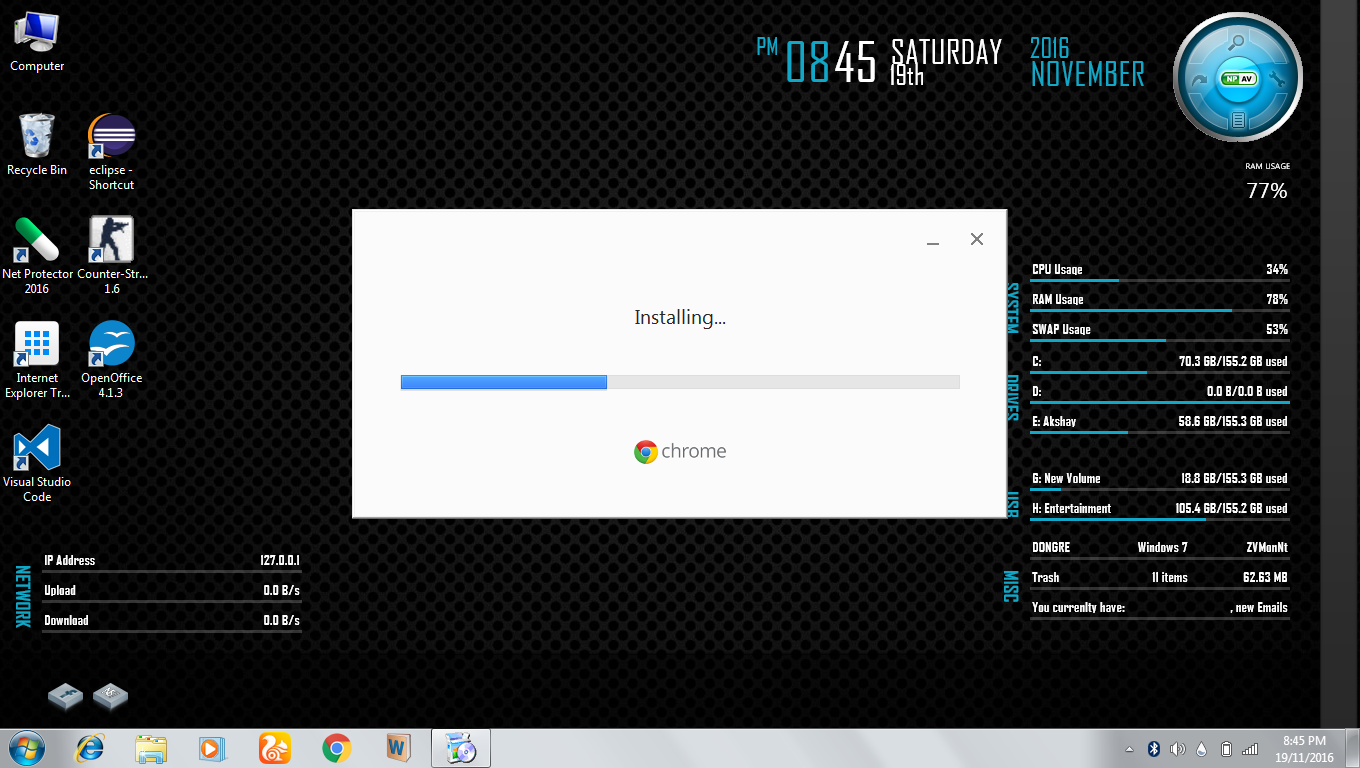 Computer
Recycle Bin
eclipse -
Shortcut
Net Protector
2016
Counter-Str...
1.6
Internet
Explorer Tr...
OpenOffice
4.1.3
Visual Studio
Code
PM 08 45 SATURDAY
19th
2016
NOVEMBER
NP AV
RAM USAGE
77%
Installing...
chrome
SYSTEM
CPU Usage 34%
RAM Usage 78%
SWAP Usage 53%
DRIVES
C: 70.3 GB/155.2 GB used
D: 0.0 B/0.0 B used
E: Akshay 58.6 GB/155.3 GB used
USB
G: New Volume 18.8 GB/155.3 GB used
H: Entertainment 105.4 GB/155.2 GB used
MISC
DONGRE Windows 7 ZVMonNt
Trash 11 items 62.63 MB
You currenlty have: , new Emails
NETWORK
IP Address 127.0.0.1
Upload 0.0 B/s
Download 0.0 B/s
8:45 PM
19/11/2016